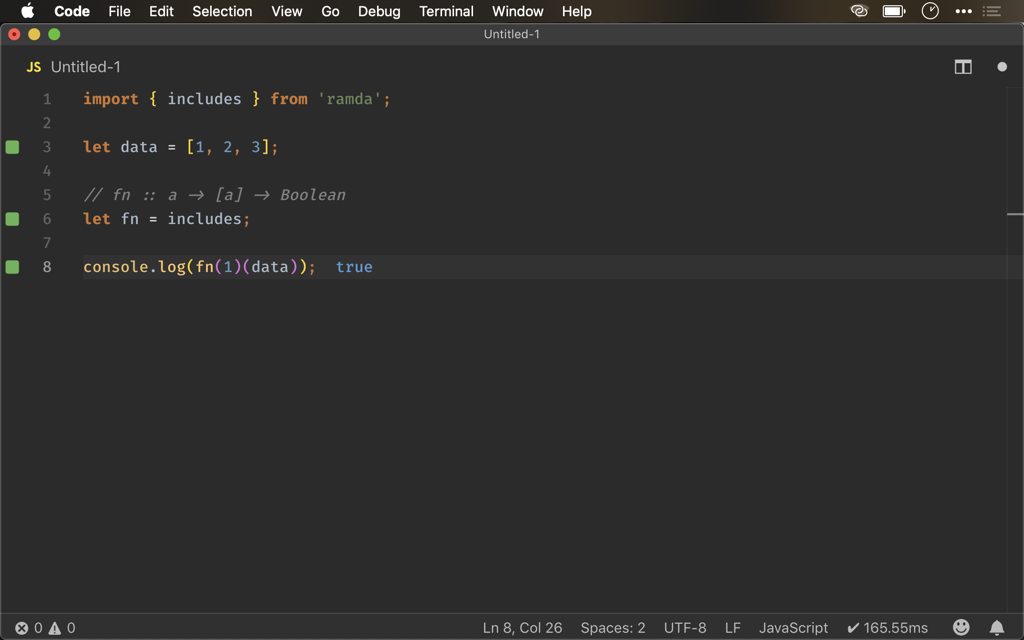 Code File Edit Selection View Go Debug Terminal Window Help
Untitled-1
JS Untitled-1
1 import { includes } from 'ramda';
2
3 let data = [1, 2, 3];
4
5 // fn :: a → [a] → Boolean
6 let fn = includes;
7
8 console.log(fn(1)(data)); true
0 0 Ln 8, Col 26 Spaces: 2 UTF-8 LF JavaScript ✔ 165.55ms